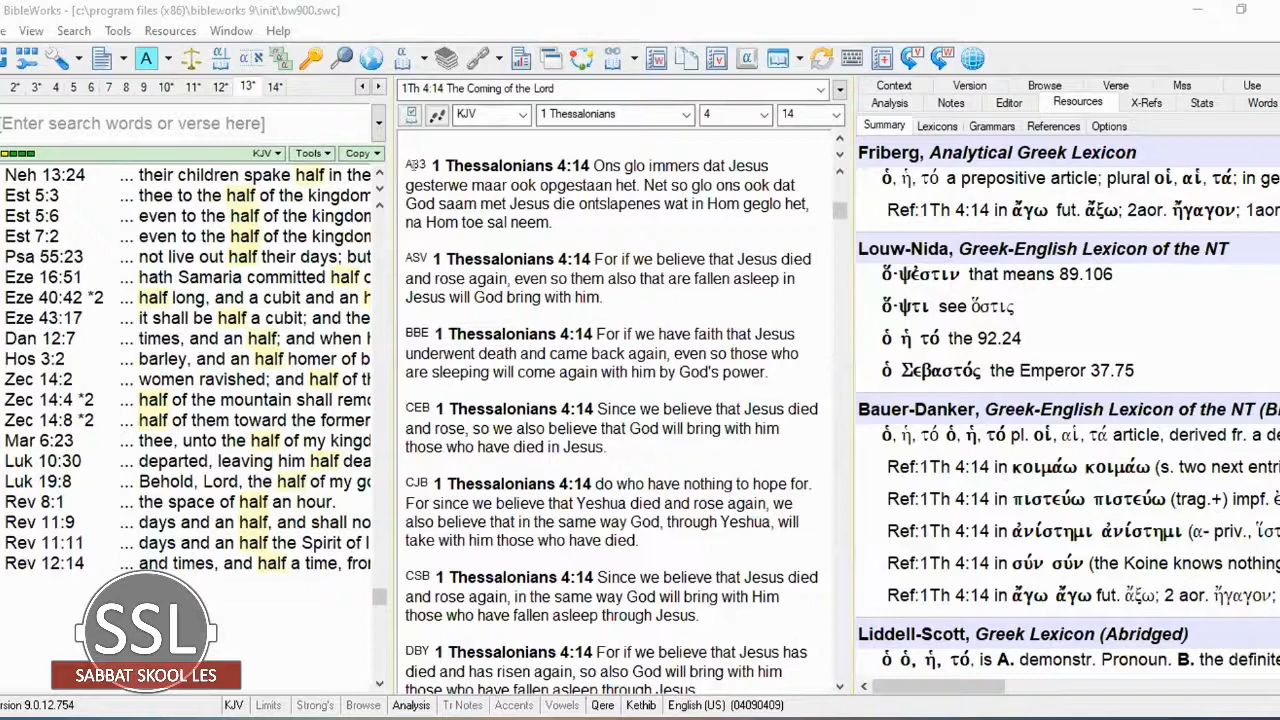 BibleWorks - [c:\program files (x86)\bibleworks 9\init\bw900.swc]
View Search Tools Resources Window Help
2* 3* 4 5 6 7 8 9 10* 11* 12* 13* 14*
[Enter search words or verse here]
KJV Tools Copy
Neh 13:24 ... their children spake half in the
Est 5:3 ... thee to the half of the kingdom
Est 5:6 ... even to the half of the kingdom
Est 7:2 ... even to the half of the kingdom
Psa 55:23 ... not live out half their days; but
Eze 16:51 ... hath Samaria committed half
Eze 40:42 *2 ... half long, and a cubit and an
Eze 43:17 ... it shall be half a cubit; and the
Dan 12:7 ... times, and an half; and when
Hos 3:2 ... barley, and an half homer of b
Zec 14:2 ... women ravished; and half of th
Zec 14:4 *2 ... half of the mountain shall rem
Zec 14:8 *2 ... half of them toward the former
Mar 6:23 ... thee, unto the half of my kingd
Luk 10:30 ... departed, leaving him half dea
Luk 19:8 ... Behold, Lord, the half of my go
Rev 8:1 ... the space of half an hour.
Rev 11:9 ... days and an half, and shall no
Rev 11:11 ... days and an half the Spirit of l
Rev 12:14 ... and times, and half a time, from
SSL
SABBAT SKOOL LES
1Th 4:14 The Coming of the Lord
KJV 1 Thessalonians 4 14
1 Thessalonians 4:14 Ons glo immers dat Jesus
gesterwe maar ook opgestaan het. Net so glo ons ook dat
God saam met Jesus die ontslapenes wat in Hom geglo het,
na Hom toe sal neem.
ASV 1 Thessalonians 4:14 For if we believe that Jesus died
and rose again, even so them also that are fallen asleep in
Jesus will God bring with him.
BBE 1 Thessalonians 4:14 For if we have faith that Jesus
underwent death and came back again, even so those who
are sleeping will come again with him by God's power.
CEB 1 Thessalonians 4:14 Since we believe that Jesus died
and rose, so we also believe that God will bring with him
those who have died in Jesus.
CJB 1 Thessalonians 4:14 do who have nothing to hope for.
For since we believe that Yeshua died and rose again, we
also believe that in the same way God, through Yeshua, will
take with him those who have died.
CSB 1 Thessalonians 4:14 Since we believe that Jesus died
and rose again, in the same way God will bring with Him
those who have fallen asleep through Jesus.
DBY 1 Thessalonians 4:14 For if we believe that Jesus has
died and has risen again, so also God will bring with him
those who have fallen asleep through Jesus.
Context Version Browse Verse Mss Use
Analysis Notes Editor Resources X-Refs Stats Words
Summary Lexicons Grammars References Options
Friberg, Analytical Greek Lexicon
ὁ, ἡ, τό a prepositive article; plural οἱ, αἱ, τά; in ge
Ref:1Th 4:14 in ἄγω fut. ἄξω; 2aor. ἤγαγον; 1aor
Louw-Nida, Greek-English Lexicon of the NT
ὅ·ψἐστιν that means 89.106
ὅ·ψτι see ὅστις
ὁ ἡ τό the 92.24
ὁ Σεβαστός the Emperor 37.75
Bauer-Danker, Greek-English Lexicon of the NT (B
ὁ, ἡ, τό ὁ, ἡ, τό pl. οἱ, αἱ, τά article, derived fr. a d
Ref:1Th 4:14 in κοιμάω κοιμάω (s. two next entri
Ref:1Th 4:14 in πιστεύω πιστεύω (trag.+) impf. ἐ
Ref:1Th 4:14 in ἀνίστημι ἀνίστημι (α- priv., ἵστ
Ref:1Th 4:14 in σύν σύν (the Koine knows nothing
Ref:1Th 4:14 in ἄγω ἄγω fut. ἄξω; 2 aor. ἤγαγον;
Liddell-Scott, Greek Lexicon (Abridged)
ὁ ὁ, ἡ, τό, is A. demonstr. Pronoun. B. the definite
rsion 9.0.12.754 KJV Limits Strong's Browse Analysis Tr Notes Accents Vowels Qere Kethib English (US) (04090409)